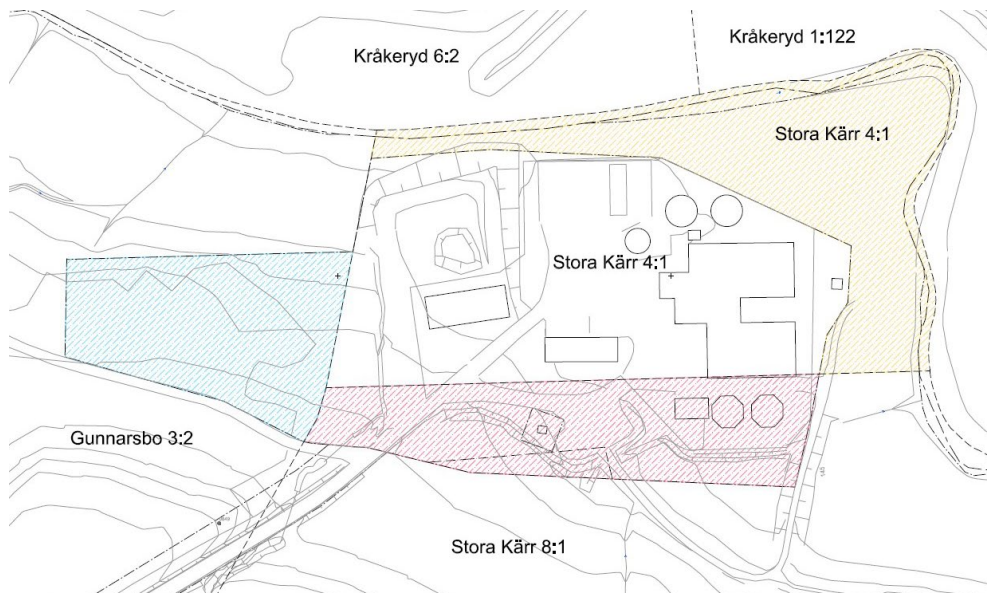 Kråkeryd 1:122
Kråkeryd 6:2
Stora Kärr 4:1
Stora Kärr 4:1
Gunnarsbo 3:2
Stora Kärr 8:1